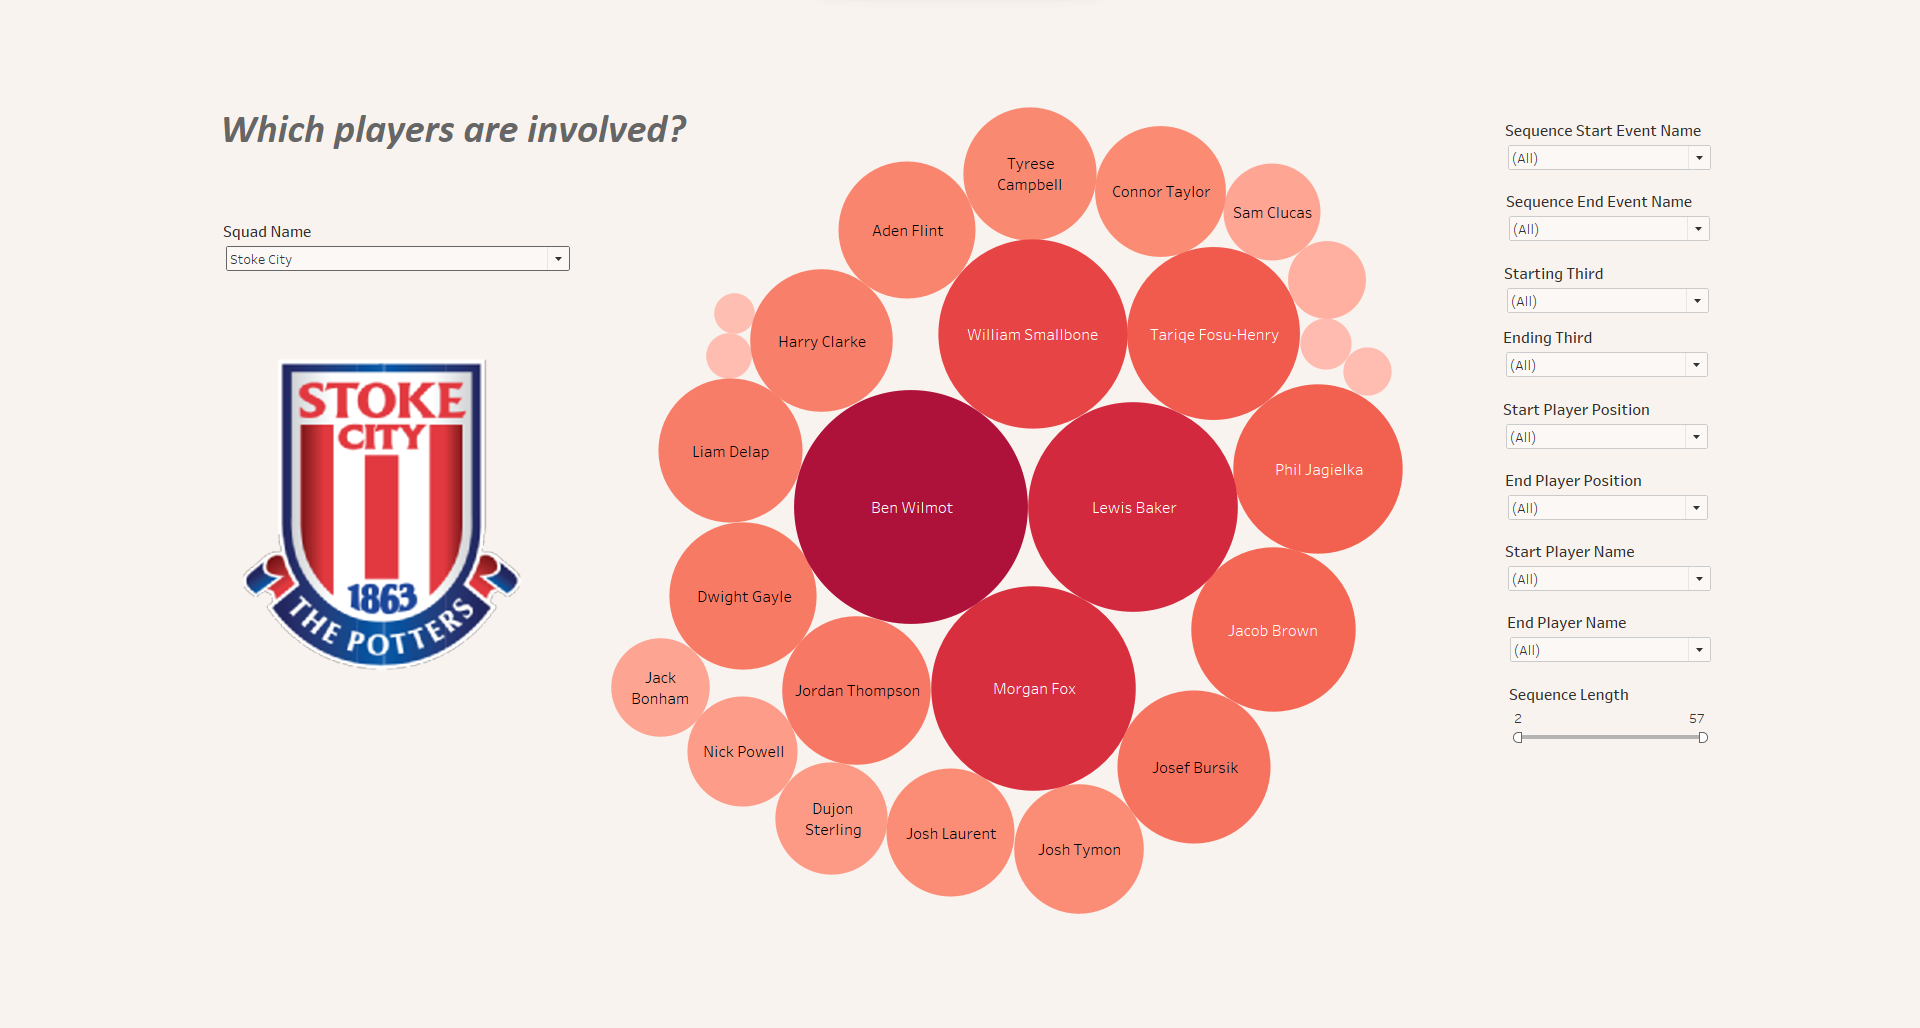 Which players are involved?
Squad Name
Stoke City
STOKE
CITY
1863
THE POTTERS
Tyrese
Campbell
Connor Taylor
Sam Clucas
Aden Flint
William Smallbone
Tariqe Fosu-Henry
Harry Clarke
Liam Delap
Phil Jagielka
Ben Wilmot
Lewis Baker
Dwight Gayle
Jacob Brown
Jack
Bonham
Jordan Thompson
Morgan Fox
Nick Powell
Josef Bursik
Dujon
Sterling
Josh Laurent
Josh Tymon
Sequence Start Event Name
(All)
Sequence End Event Name
(All)
Starting Third
(All)
Ending Third
(All)
Start Player Position
(All)
End Player Position
(All)
Start Player Name
(All)
End Player Name
(All)
Sequence Length
2 57